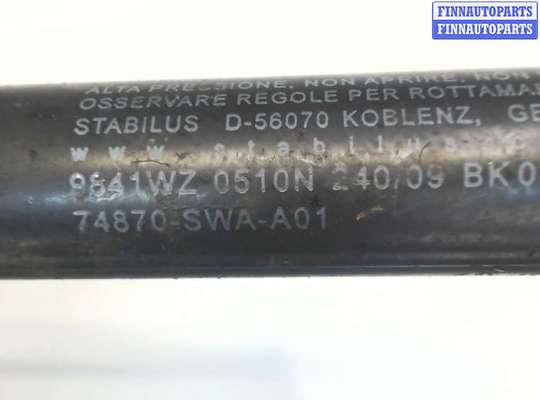 FINNAUTOPARTS
FINNAUTOPARTS
ALTA PRESSIONE, NON APRIRE, NON
OSSERVARE REGOLE PER ROTTAMA
STABILUS D-56070 KOBLENZ, GE
www.stabilus.
9841WZ 0510N 240/09 BK0
74870-SWA-A01